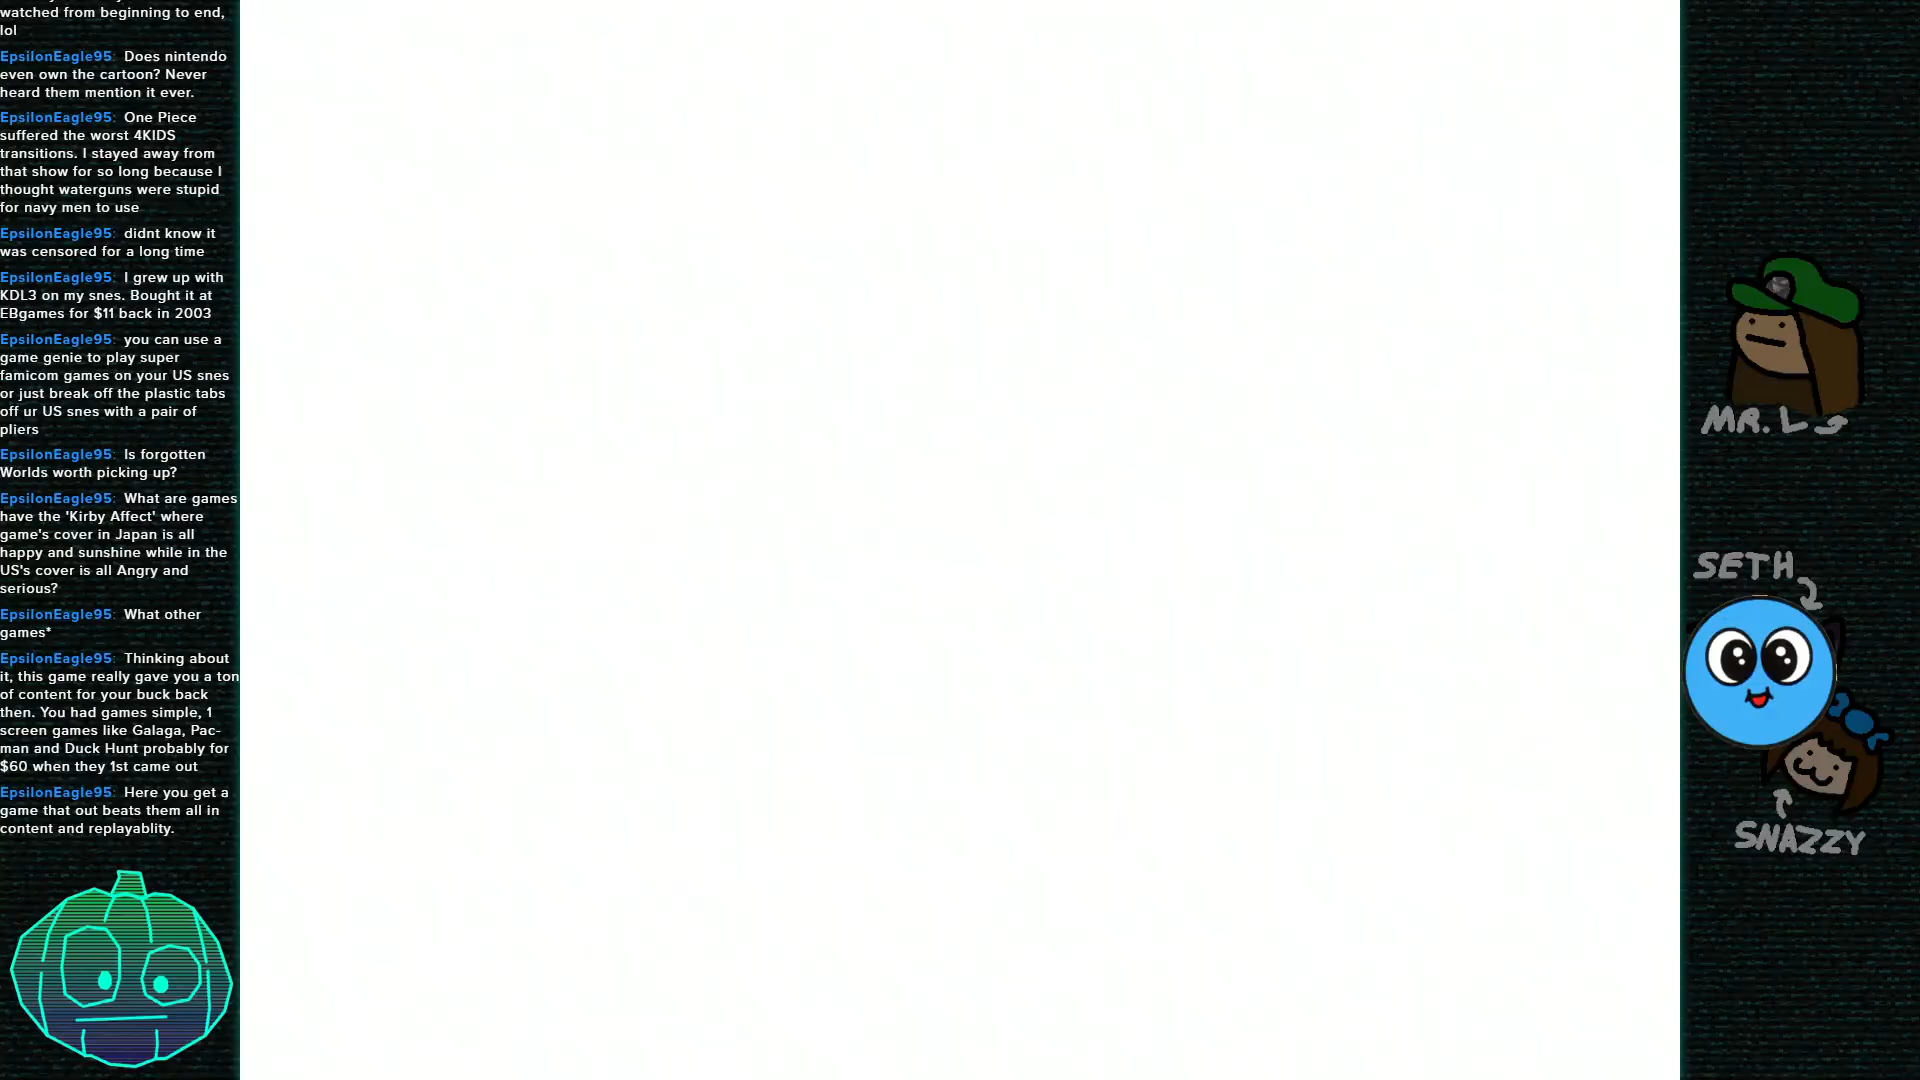 watched from beginning to end,
lol
EpsilonEagle95: Does nintendo
even own the cartoon? Never
heard them mention it ever.
EpsilonEagle95: One Piece
suffered the worst 4KIDS
transitions. I stayed away from
that show for so long because I
thought waterguns were stupid
for navy men to use
EpsilonEagle95: didnt know it
was censored for a long time
EpsilonEagle95: I grew up with
KDL3 on my snes. Bought it at
EBgames for $11 back in 2003
EpsilonEagle95: you can use a
game genie to play super
famicom games on your US snes
or just break off the plastic tabs
off ur US snes with a pair of
pliers
EpsilonEagle95: Is forgotten
Worlds worth picking up?
EpsilonEagle95: What are games
have the 'Kirby Affect' where
game's cover in Japan is all
happy and sunshine while in the
US's cover is all Angry and
serious?
EpsilonEagle95: What other
games*
EpsilonEagle95: Thinking about
it, this game really gave you a ton
of content for your buck back
then. You had games simple, 1
screen games like Galaga, Pac-
man and Duck Hunt probably for
$60 when they 1st came out
EpsilonEagle95: Here you get a
game that out beats them all in
content and replayablity.
MR. L
SETH
SNAZZY